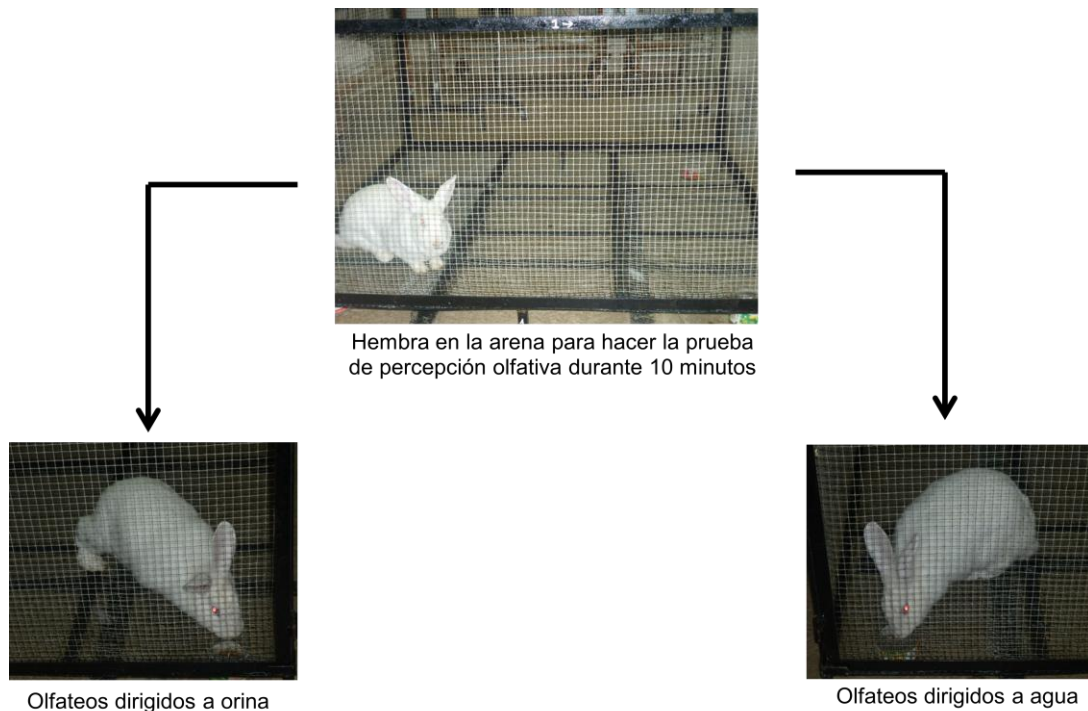 1→
Hembra en la arena para hacer la prueba
de percepción olfativa durante 10 minutos
Olfateos dirigidos a orina
Olfateos dirigidos a agua